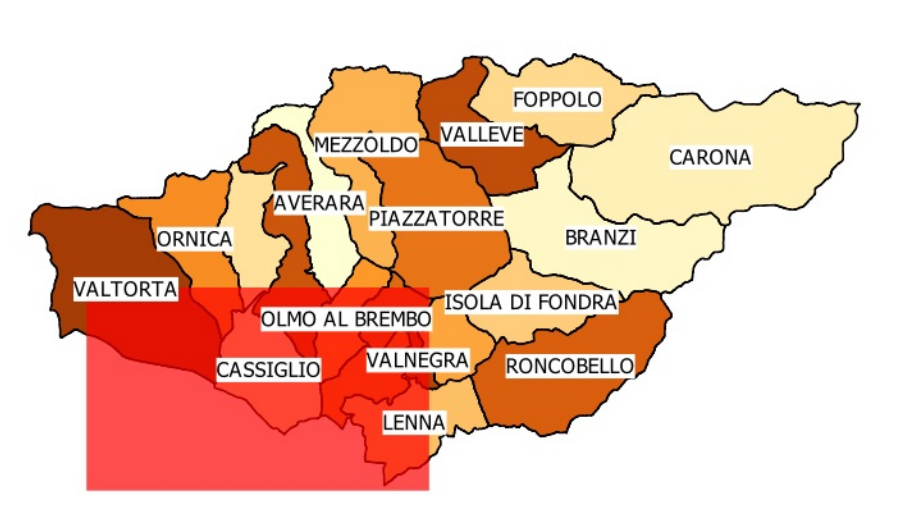 FOPPOLO
VALLEVE
MEZZOLDO
CARONA
AVERARA
PIAZZATORRE
ORNICA
BRANZI
VALTORTA
ISOLA DI FONDRA
OLMO AL BREMBO
VALNEGRA
RONCOBELLO
CASSIGLIO
LENNA